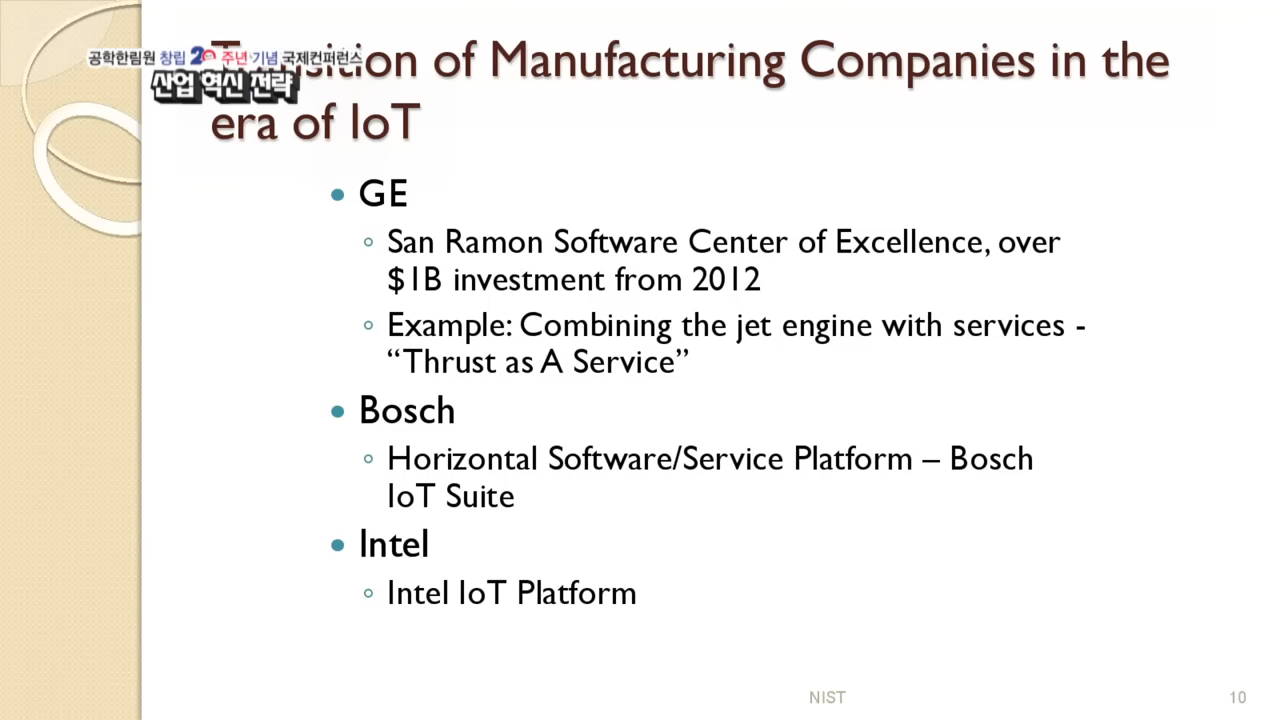 공학한림원 창립 20 주년 기념 국제컨퍼런스
산업 혁신 전략
of Manufacturing Companies in the
era of IoT
• GE
◦ San Ramon Software Center of Excellence, over
$1B investment from 2012
◦ Example: Combining the jet engine with services -
“Thrust as A Service”
• Bosch
◦ Horizontal Software/Service Platform – Bosch
IoT Suite
• Intel
◦ Intel IoT Platform
NIST
10